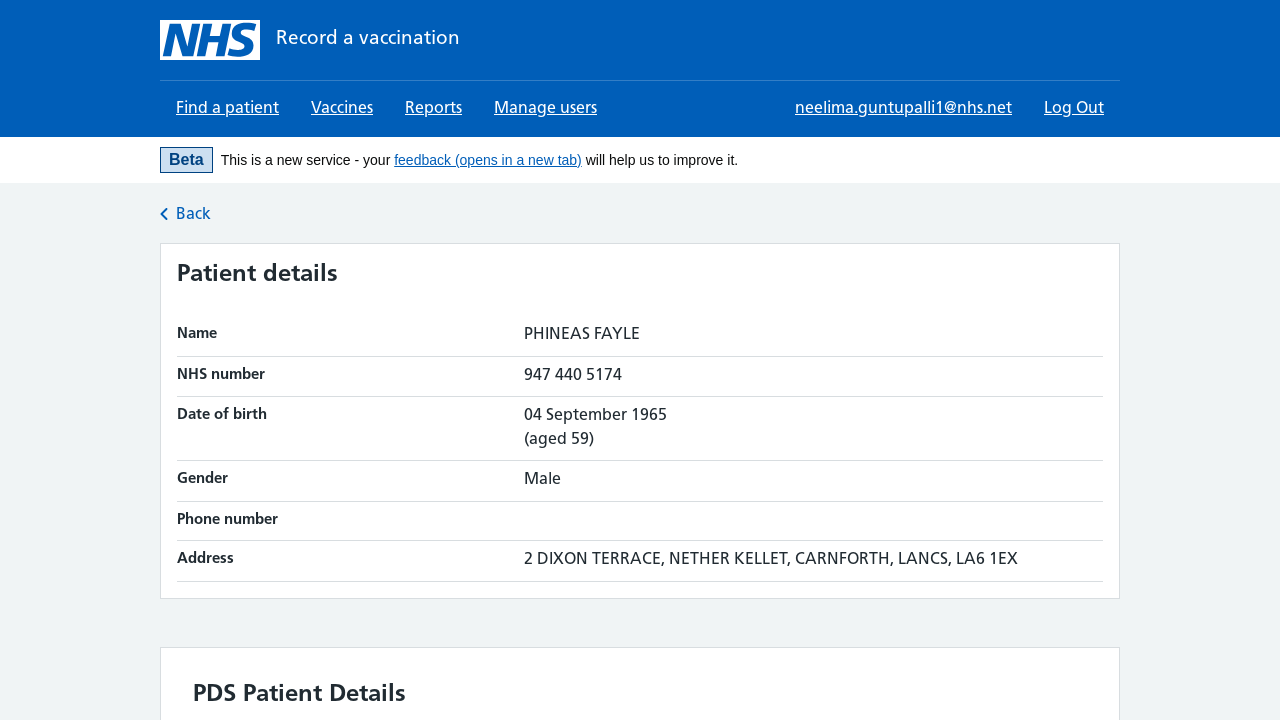 NHS Record a vaccination
Find a patient Vaccines Reports Manage users neelima.guntupalli1@nhs.net Log Out
Beta This is a new service - your feedback (opens in a new tab) will help us to improve it.
Back
Patient details
Name PHINEAS FAYLE
NHS number 947 440 5174
Date of birth 04 September 1965
(aged 59)
Gender Male
Phone number
Address 2 DIXON TERRACE, NETHER KELLET, CARNFORTH, LANCS, LA6 1EX
PDS Patient Details